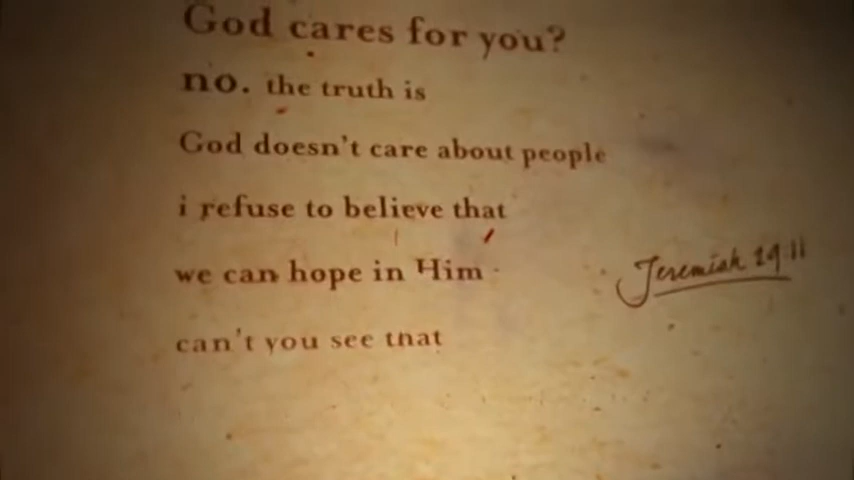 God cares for you?
no. the truth is
God doesn't care about people
i refuse to believe that
we can hope in Him
Jeremiah 29:11
can't you see that